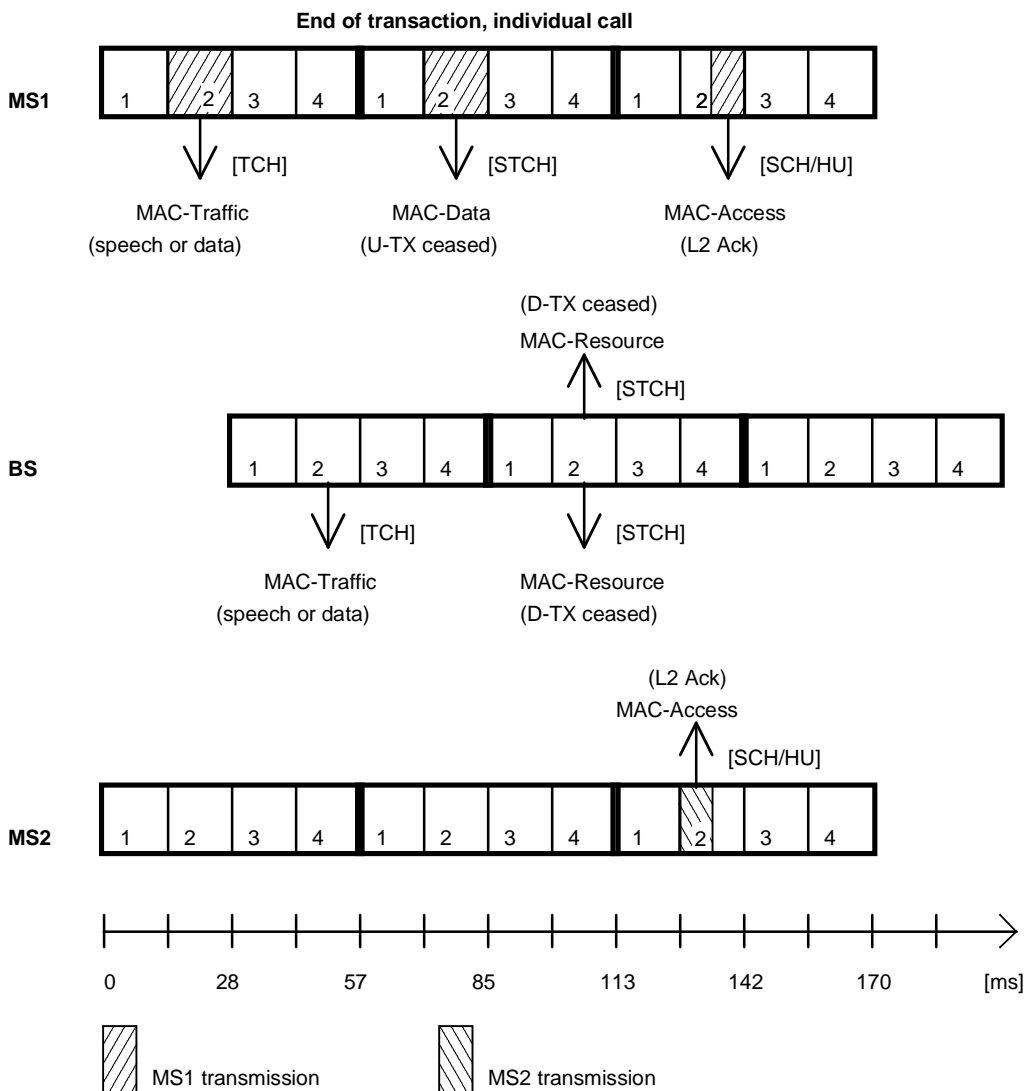 End of transaction, individual call
MS1
1 2 3 4 1 2 3 4 1 2 3 4
[TCH] [STCH] [SCH/HU]
MAC-Traffic MAC-Data MAC-Access
(speech or data) (U-TX ceased) (L2 Ack)
(D-TX ceased)
MAC-Resource
[STCH]
BS
1 2 3 4 1 2 3 4 1 2 3 4
[TCH] [STCH]
MAC-Traffic MAC-Resource
(speech or data) (D-TX ceased)
(L2 Ack)
MAC-Access
[SCH/HU]
MS2
1 2 3 4 1 2 3 4 1 2 3 4
0 28 57 85 113 142 170 [ms]
MS1 transmission MS2 transmission